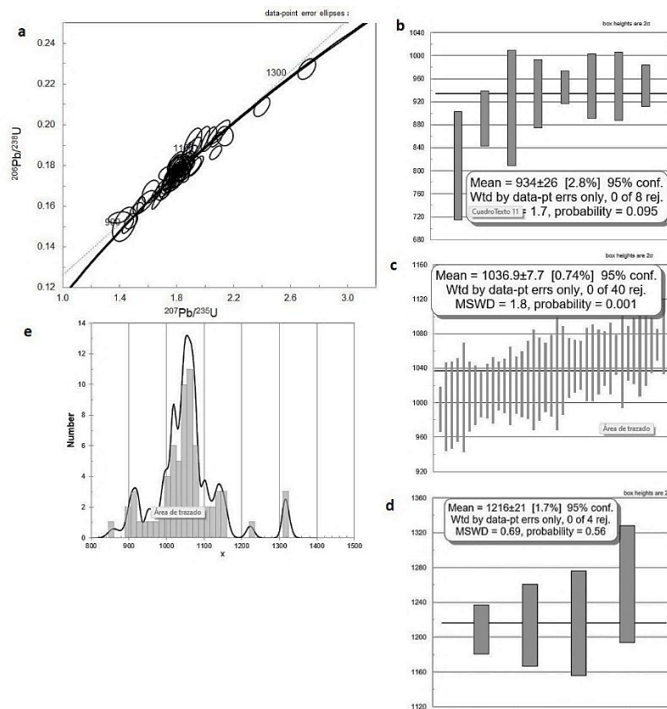 data-point error ellipses
a
0.24
0.22
0.20
0.18
0.16
0.14
0.12
1300
900
1.0
1.4
1.8
2.2
2.6
3.0
206Pb/238U
207Pb/235U
b
box heights are 2σ
1040
1000
960
920
880
840
800
760
720
680
Mean = 934±26 [2.8%] 95% conf.
Wtd by data-pt errs only, 0 of 8 rej.
CuadroTexto 11 = 1.7, probability = 0.095
c
box heights are 2σ
1160
1120
1080
1040
1000
960
920
Mean = 1036.9±7.7 [0.74%] 95% conf.
Wtd by data-pt errs only, 0 of 40 rej.
MSWD = 1.8, probability = 0.001
Área de trazado
d
box heights are 2
1360
1320
1280
1240
1200
1160
1120
Mean = 1216±21 [1.7%] 95% conf.
Wtd by data-pt errs only, 0 of 4 rej.
MSWD = 0.69, probability = 0.56
e
14
12
10
8
6
4
2
0
Number
Área de trazado
800
900
1000
1100
1200
1300
1400
1500
x